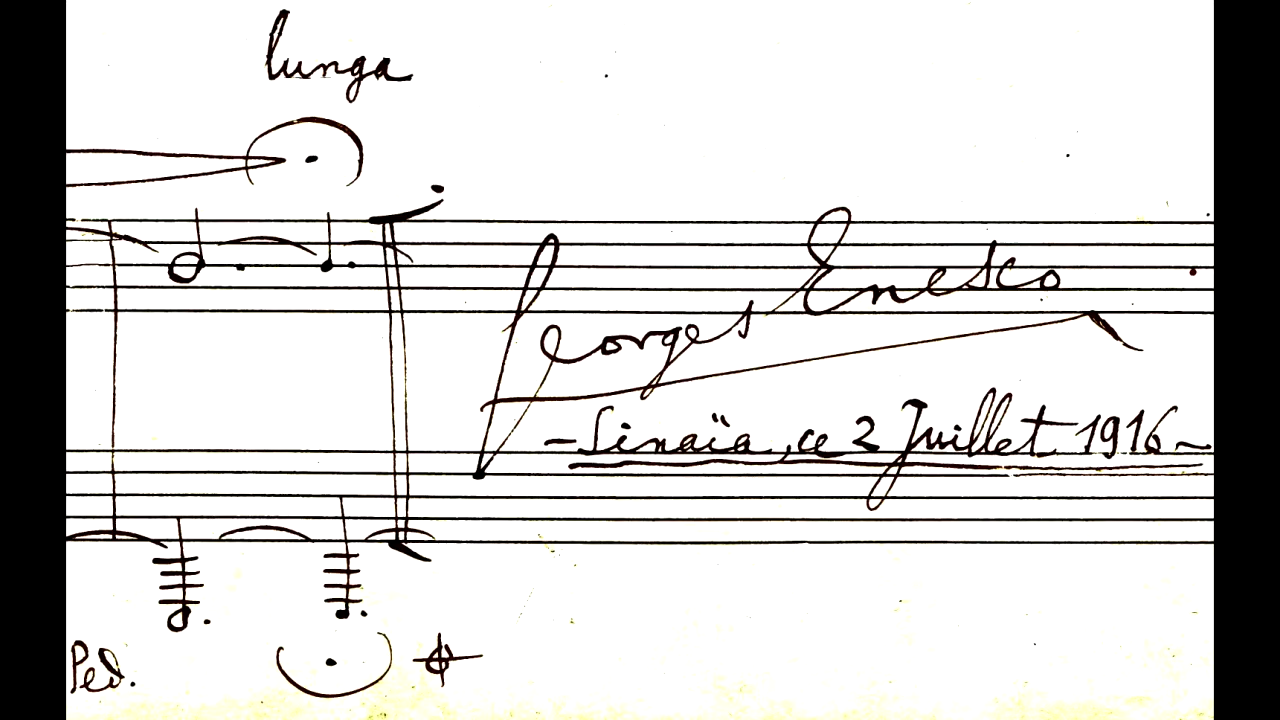 lunga
Georges Enesco
– Sinaïa, ce 2 Juillet 1916 ~
Ped.